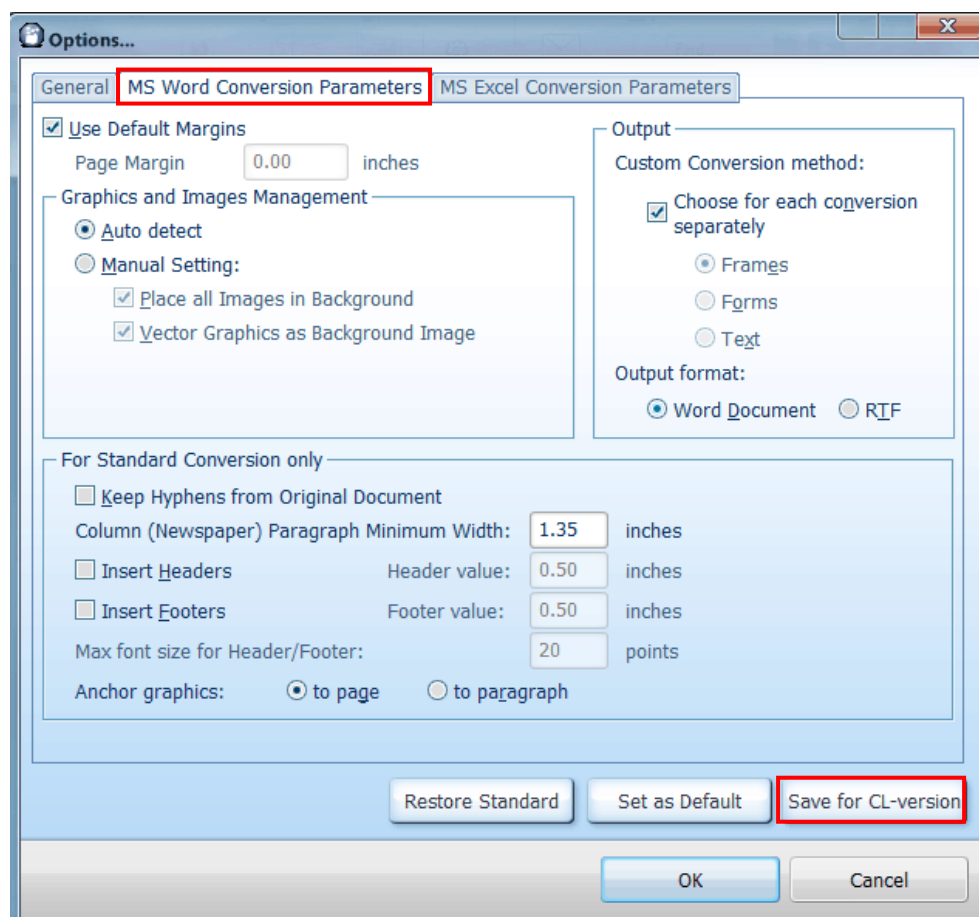 Options...
General
MS Word Conversion Parameters
MS Excel Conversion Parameters
Use Default Margins
Page Margin 0.00 inches
Graphics and Images Management
Auto detect
Manual Setting:
Place all Images in Background
Vector Graphics as Background Image
Output
Custom Conversion method:
Choose for each conversion
separately
Frames
Forms
Text
Output format:
Word Document RTF
For Standard Conversion only
Keep Hyphens from Original Document
Column (Newspaper) Paragraph Minimum Width: 1.35 inches
Insert Headers Header value: 0.50 inches
Insert Footers Footer value: 0.50 inches
Max font size for Header/Footer: 20 points
Anchor graphics: to page to paragraph
Restore Standard
Set as Default
Save for CL-version
OK
Cancel